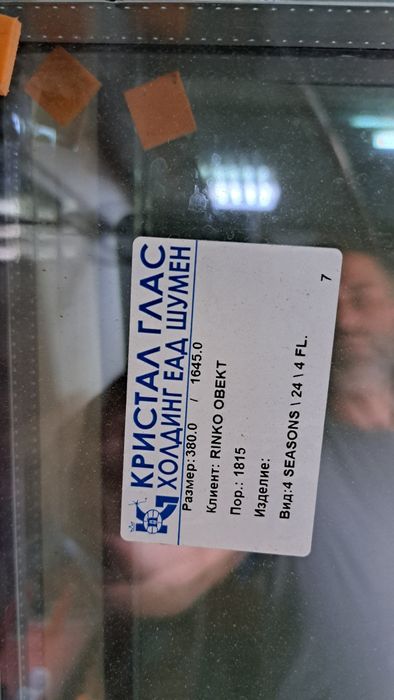 КРИСТАЛ ГЛАС
ХОЛДИНГ ЕАД ШУМЕН
Размер:380.0 / 1645.0
Клиент: RINKO OBEKT
Пор.: 1815
Изделие:
Вид:4 SEASONS \ 24 \ 4 FL.
7